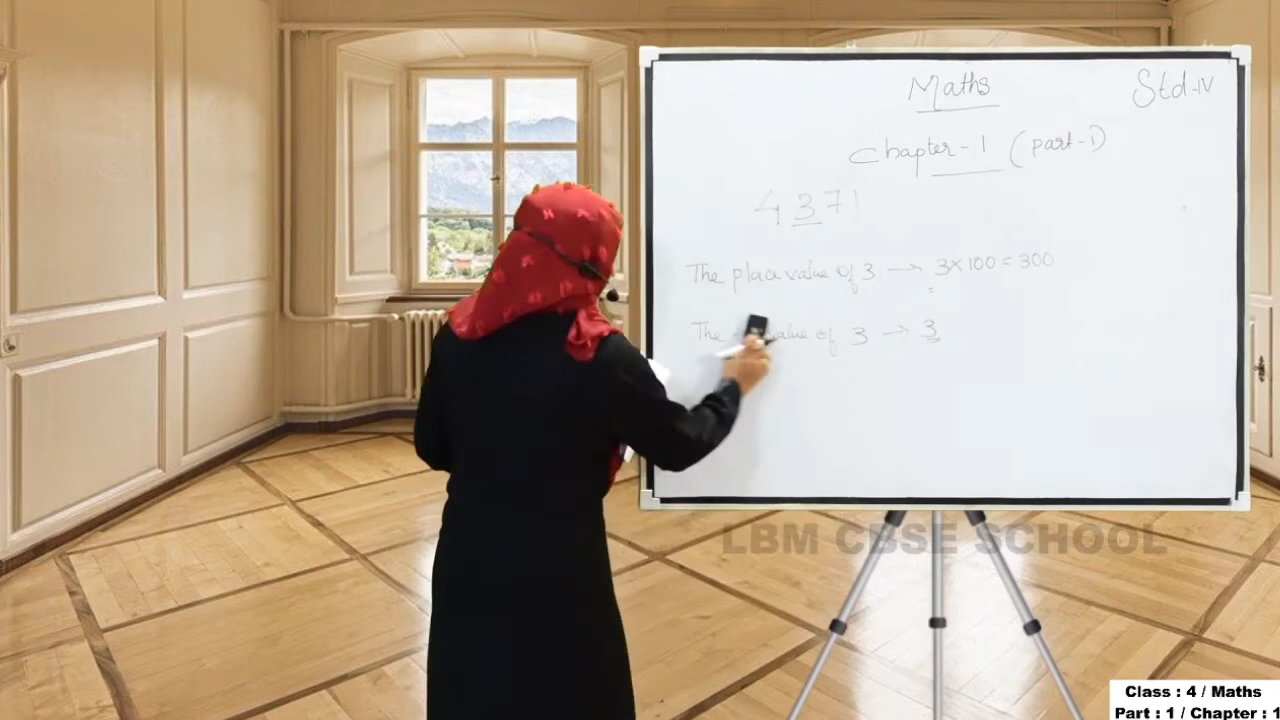 Maths
Std-IV
Chapter-1 (part-1)
4371
The place value of 3 → 3×100=300
The value of 3 → 3
LBM CBSE SCHOOL
Class : 4 / Maths
Part : 1 / Chapter : 1